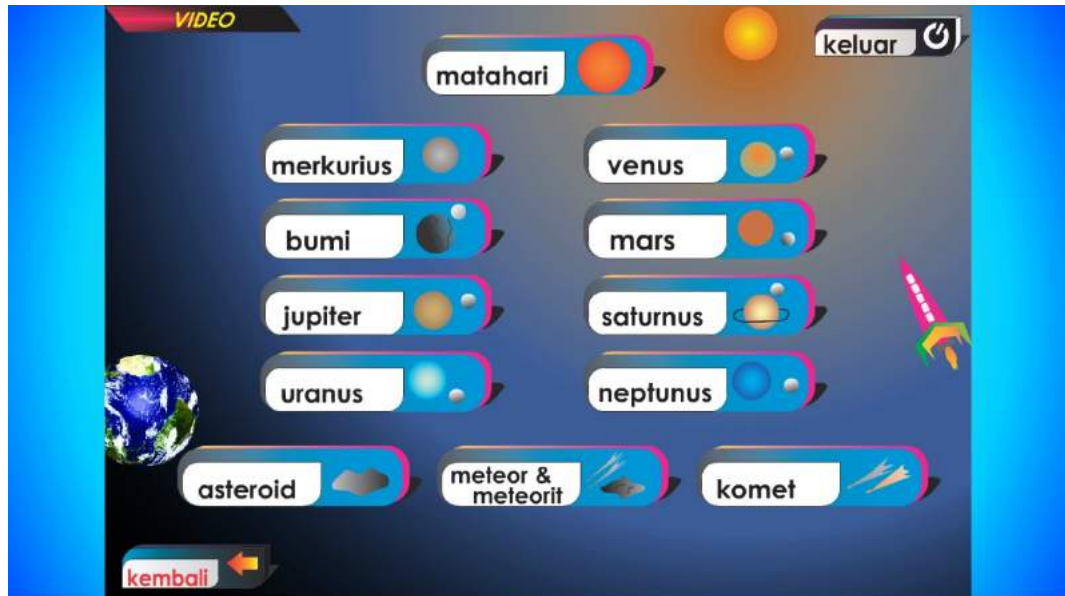 VIDEO
keluar
matahari
merkurius
venus
bumi
mars
jupiter
saturnus
uranus
neptunus
asteroid
meteor &
meteorit
komet
kembali